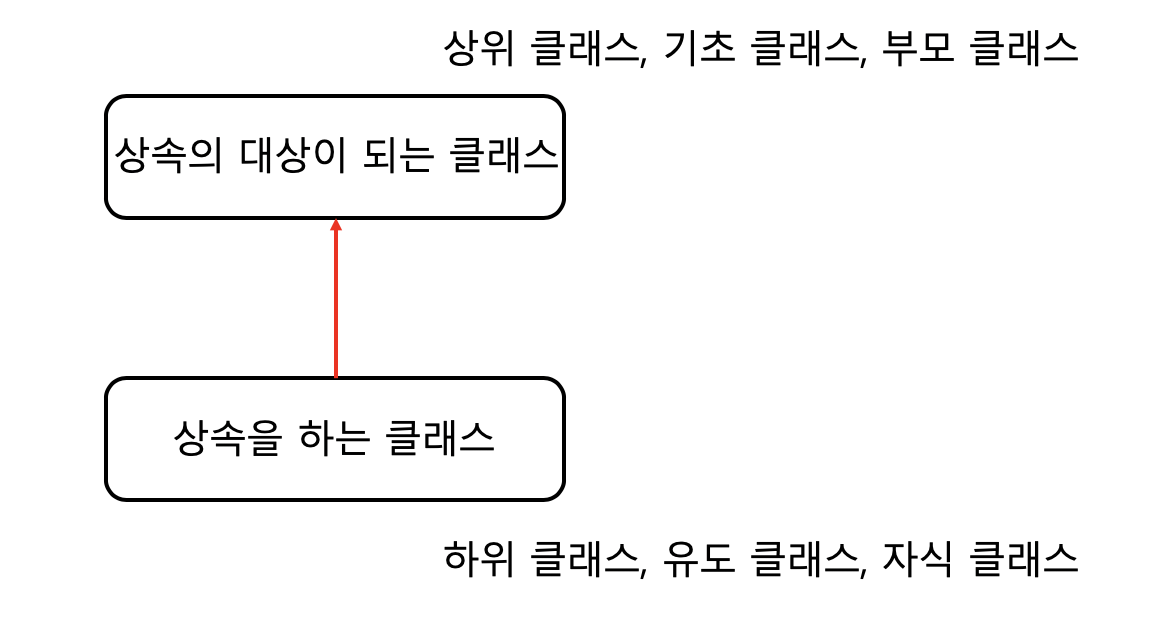 상위 클래스, 기초 클래스, 부모 클래스
상속의 대상이 되는 클래스
상속을 하는 클래스
하위 클래스, 유도 클래스, 자식 클래스